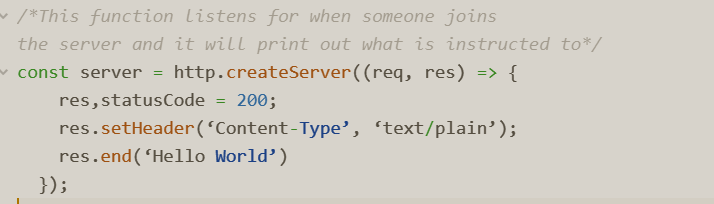 /*This function listens for when someone joins
the server and it will print out what is instructed to*/
const server = http.createServer((req, res) => {
res,statusCode = 200;
res.setHeader(‘Content-Type’, ‘text/plain’);
res.end(‘Hello World’)
});